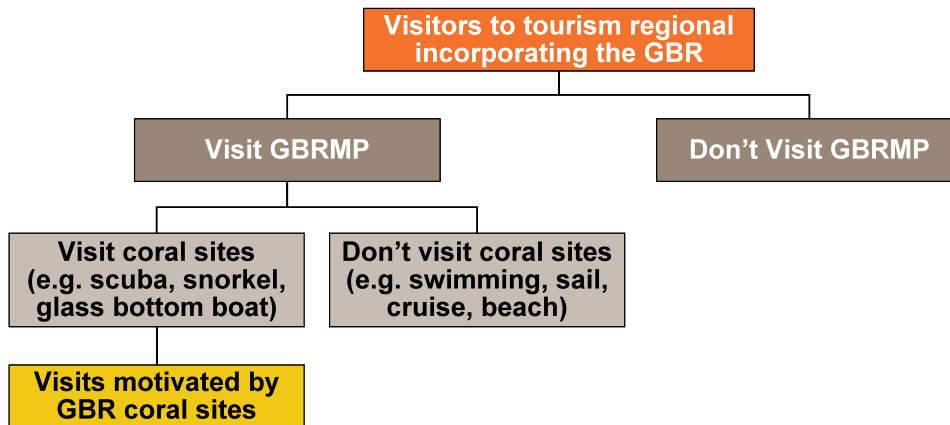 Visitors to tourism regional
incorporating the GBR
Visit GBRMP
Don’t Visit GBRMP
Visit coral sites
(e.g. scuba, snorkel,
glass bottom boat)
Don’t visit coral sites
(e.g. swimming, sail,
cruise, beach)
Visits motivated by
GBR coral sites